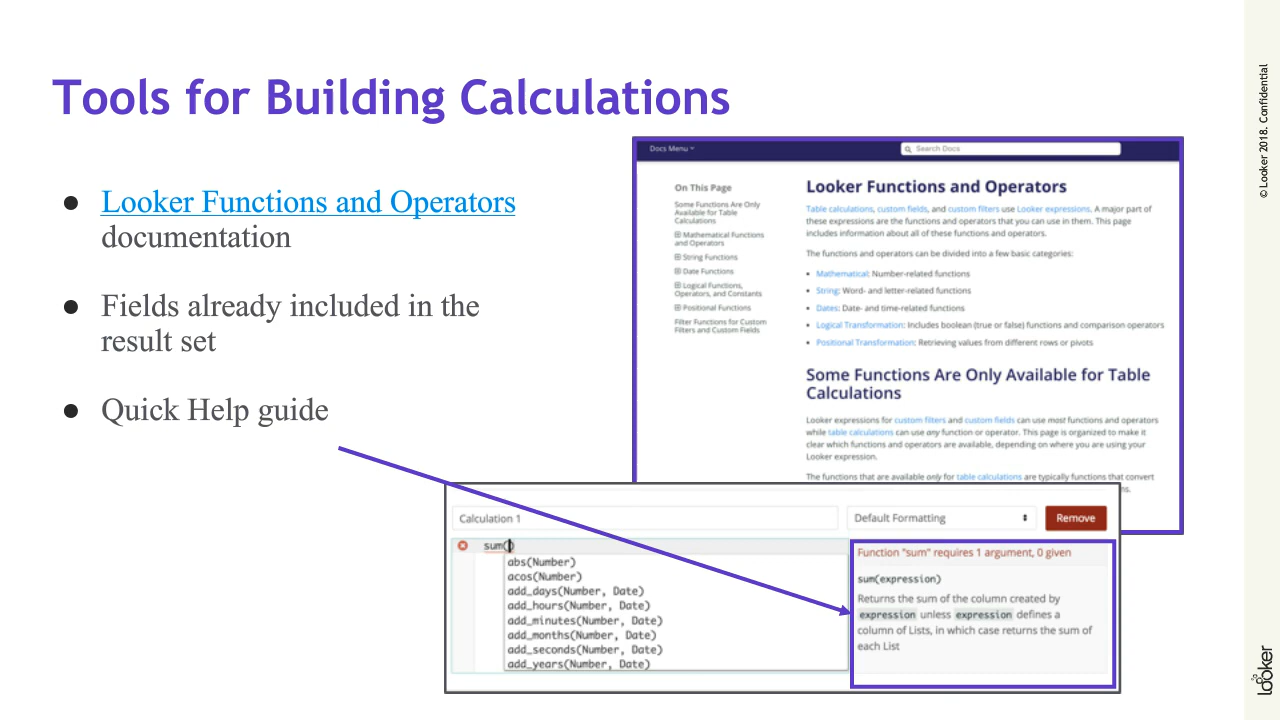 Tools for Building Calculations
● Looker Functions and Operators
documentation
● Fields already included in the
result set
● Quick Help guide
Docs Menu
Search Docs
On This Page
Some Functions Are Only
Available for Table
Calculations
Mathematical Functions
and Operators
String Functions
Date Functions
Logical Functions,
Operators, and Constants
Positional Functions
Filter Functions for Custom
Filters and Custom Fields
Looker Functions and Operators
Table calculations, custom fields, and custom filters use Looker expressions. A major part of
these expressions are the functions and operators that you can use in them. This page
includes information about all of these functions and operators.
The functions and operators can be divided into a few basic categories:
• Mathematical: Number-related functions
• String: Word- and letter-related functions
• Dates: Date- and time-related functions
• Logical Transformation: Includes boolean (true or false) functions and comparison operators
• Positional Transformation: Retrieving values from different rows or pivots
Some Functions Are Only Available for Table
Calculations
Looker expressions for custom filters and custom fields can use most functions and operators
while table calculations can use any function or operator. This page is organized to make it
clear which functions and operators are available, depending on where you are using your
Looker expression.
The functions that are available only for table calculations are typically functions that convert
Calculation 1
Default Formatting
Remove
sum()
abs(Number)
acos(Number)
add_days(Number, Date)
add_hours(Number, Date)
add_minutes(Number, Date)
add_months(Number, Date)
add_seconds(Number, Date)
add_years(Number, Date)
Function "sum" requires 1 argument, 0 given
sum(expression)
Returns the sum of the column created by
expression unless expression defines a
column of Lists, in which case returns the sum of
each List
© Looker 2018. Confidential
looker